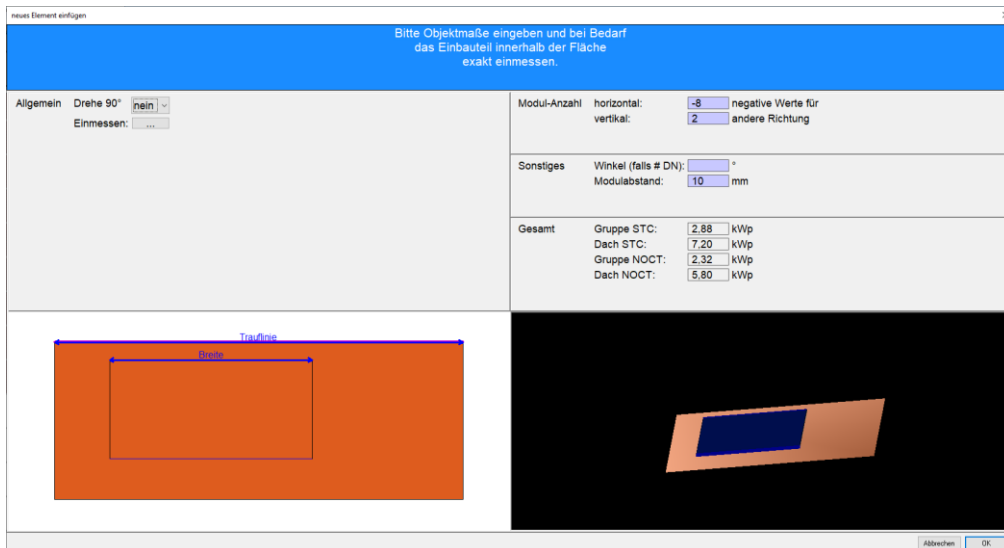 neues Element einfügen
Bitte Objektmaße eingeben und bei Bedarf
das Einbauteil innerhalb der Fläche
exakt einmessen.
Allgemein Drehe 90° nein
Einmessen: ...
Modul-Anzahl horizontal: -8 negative Werte für
vertikal: 2 andere Richtung
Sonstiges Winkel (falls # DN): °
Modulabstand: 10 mm
Gesamt Gruppe STC: 2,88 kWp
Dach STC: 7,20 kWp
Gruppe NOCT: 2,32 kWp
Dach NOCT: 5,80 kWp
Trauflinie
Breite
Abbrechen OK